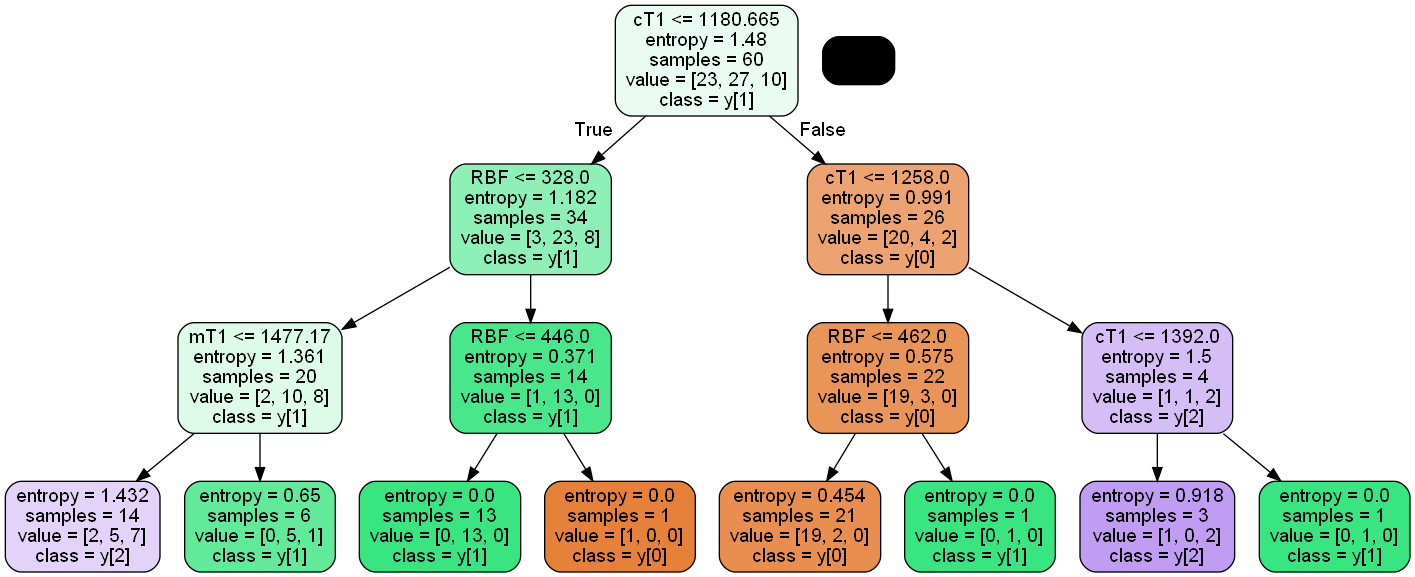 cT1 <= 1180.665
entropy = 1.48
samples = 60
value = [23, 27, 10]
class = y[1]
True
False
RBF <= 328.0
entropy = 1.182
samples = 34
value = [3, 23, 8]
class = y[1]
cT1 <= 1258.0
entropy = 0.991
samples = 26
value = [20, 4, 2]
class = y[0]
mT1 <= 1477.17
entropy = 1.361
samples = 20
value = [2, 10, 8]
class = y[1]
RBF <= 446.0
entropy = 0.371
samples = 14
value = [1, 13, 0]
class = y[1]
RBF <= 462.0
entropy = 0.575
samples = 22
value = [19, 3, 0]
class = y[0]
cT1 <= 1392.0
entropy = 1.5
samples = 4
value = [1, 1, 2]
class = y[2]
entropy = 1.432
samples = 14
value = [2, 5, 7]
class = y[2]
entropy = 0.65
samples = 6
value = [0, 5, 1]
class = y[1]
entropy = 0.0
samples = 13
value = [0, 13, 0]
class = y[1]
entropy = 0.0
samples = 1
value = [1, 0, 0]
class = y[0]
entropy = 0.454
samples = 21
value = [19, 2, 0]
class = y[0]
entropy = 0.0
samples = 1
value = [0, 1, 0]
class = y[1]
entropy = 0.918
samples = 3
value = [1, 0, 2]
class = y[2]
entropy = 0.0
samples = 1
value = [0, 1, 0]
class = y[1]